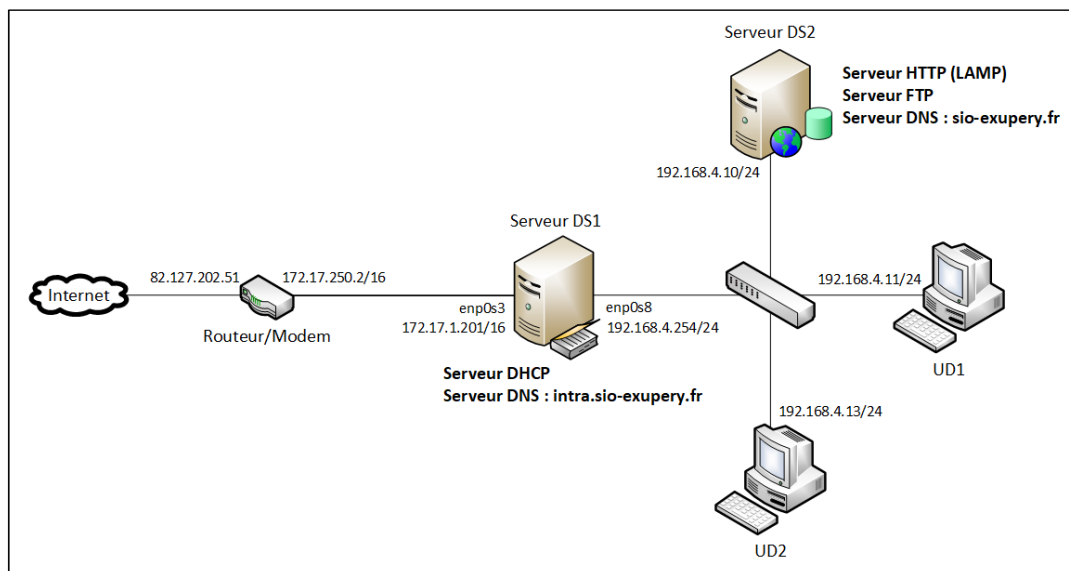 Serveur DS2
Serveur HTTP (LAMP)
Serveur FTP
Serveur DNS : sio-exupery.fr
192.168.4.10/24
Serveur DS1
82.127.202.51
172.17.250.2/16
192.168.4.11/24
Internet
enp0s3
enp0s8
Routeur/Modem
172.17.1.201/16
192.168.4.254/24
UD1
Serveur DHCP
Serveur DNS : intra.sio-exupery.fr
192.168.4.13/24
UD2